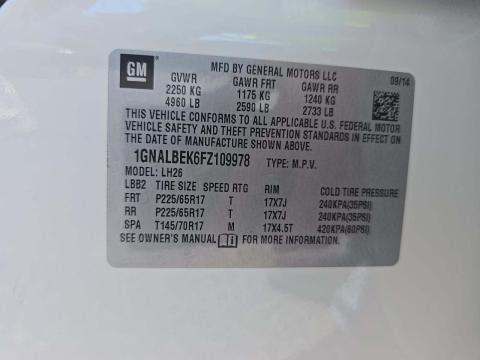 GM
MFD BY GENERAL MOTORS LLC
09/14
GVWR GAWR FRT GAWR RR
2250 KG 1175 KG 1240 KG
4960 LB 2590 LB 2733 LB
THIS VEHICLE CONFORMS TO ALL APPLICABLE U.S. FEDERAL MOTOR
VEHICLE SAFETY, BUMPER, AND THEFT PREVENTION STANDARDS IN EFFECT ON
THE DATE OF MANUFACTURE SHOWN ABOVE.
1GNALBEK6FZ109978 TYPE: M.P.V.
MODEL: LH26
LBB2 TIRE SIZE SPEED RTG RIM
FRT P225/65R17 T 17X7J 240KPA(35PSI)
RR P225/65R17 T 17X7J 240KPA(35PSI)
SPA T145/70R17 M 17X4.5T 420KPA(60PSI)
SEE OWNER'S MANUAL FOR MORE INFORMATION